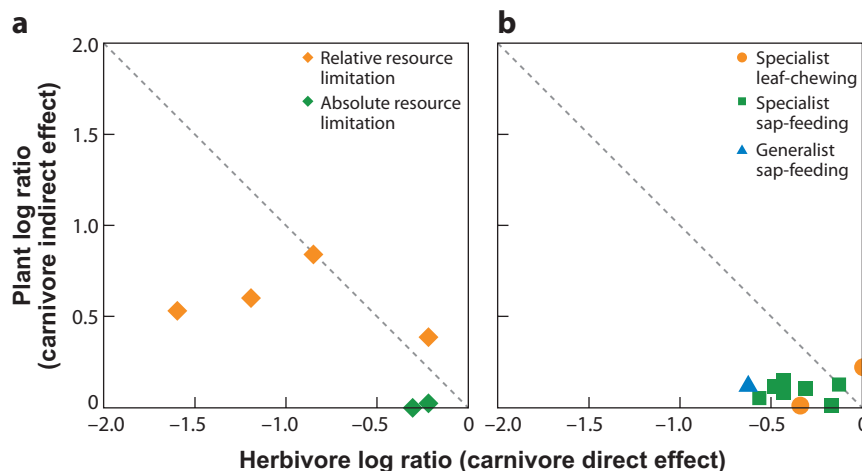 a
b
2.0
1.5
1.0
0.5
0
Relative resource
limitation
Absolute resource
limitation
Specialist
leaf-chewing
Specialist
sap-feeding
Generalist
sap-feeding
Plant log ratio
(carnivore indirect effect)
−2.0 −1.5 −1.0 −0.5 0
−2.0 −1.5 −1.0 −0.5 0
Herbivore log ratio (carnivore direct effect)